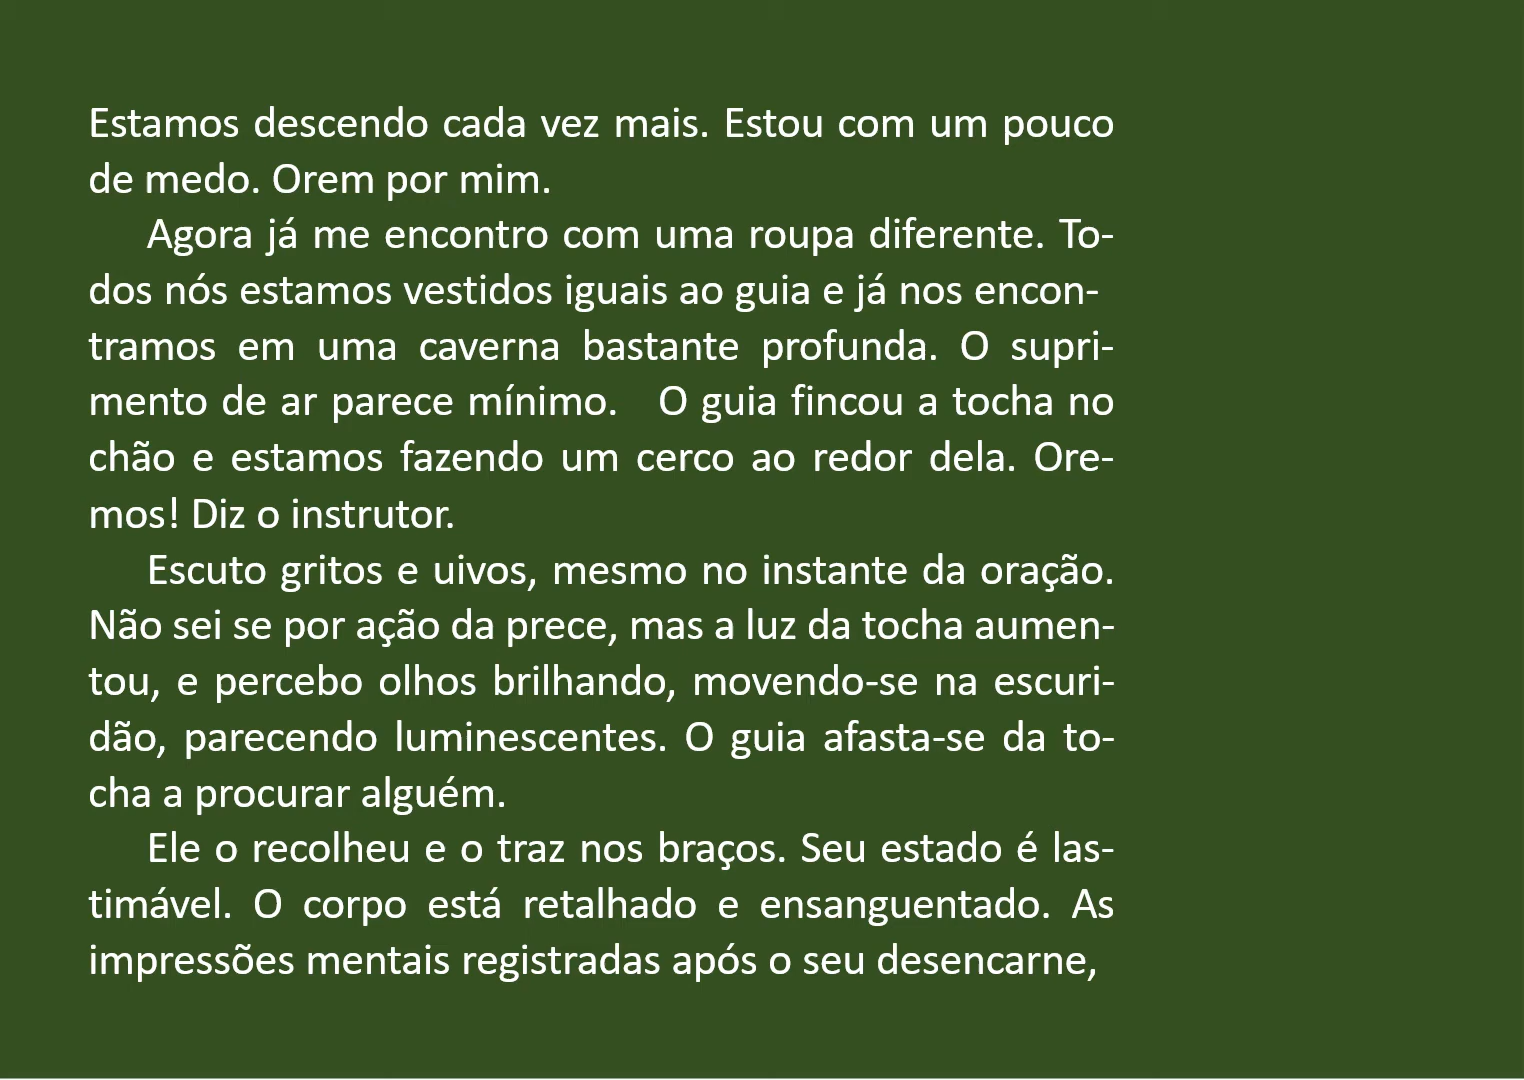 Estamos descendo cada vez mais. Estou com um pouco
de medo. Orem por mim.
Agora já me encontro com uma roupa diferente. To-
dos nós estamos vestidos iguais ao guia e já nos encon-
tramos em uma caverna bastante profunda. O supri-
mento de ar parece mínimo. O guia fincou a tocha no
chão e estamos fazendo um cerco ao redor dela. Ore-
mos! Diz o instrutor.
Escuto gritos e uivos, mesmo no instante da oração.
Não sei se por ação da prece, mas a luz da tocha aumen-
tou, e percebo olhos brilhando, movendo-se na escuri-
dão, parecendo luminescentes. O guia afasta-se da to-
cha a procurar alguém.
Ele o recolheu e o traz nos braços. Seu estado é las-
timável. O corpo está retalhado e ensanguentado. As
impressões mentais registradas após o seu desencarne,